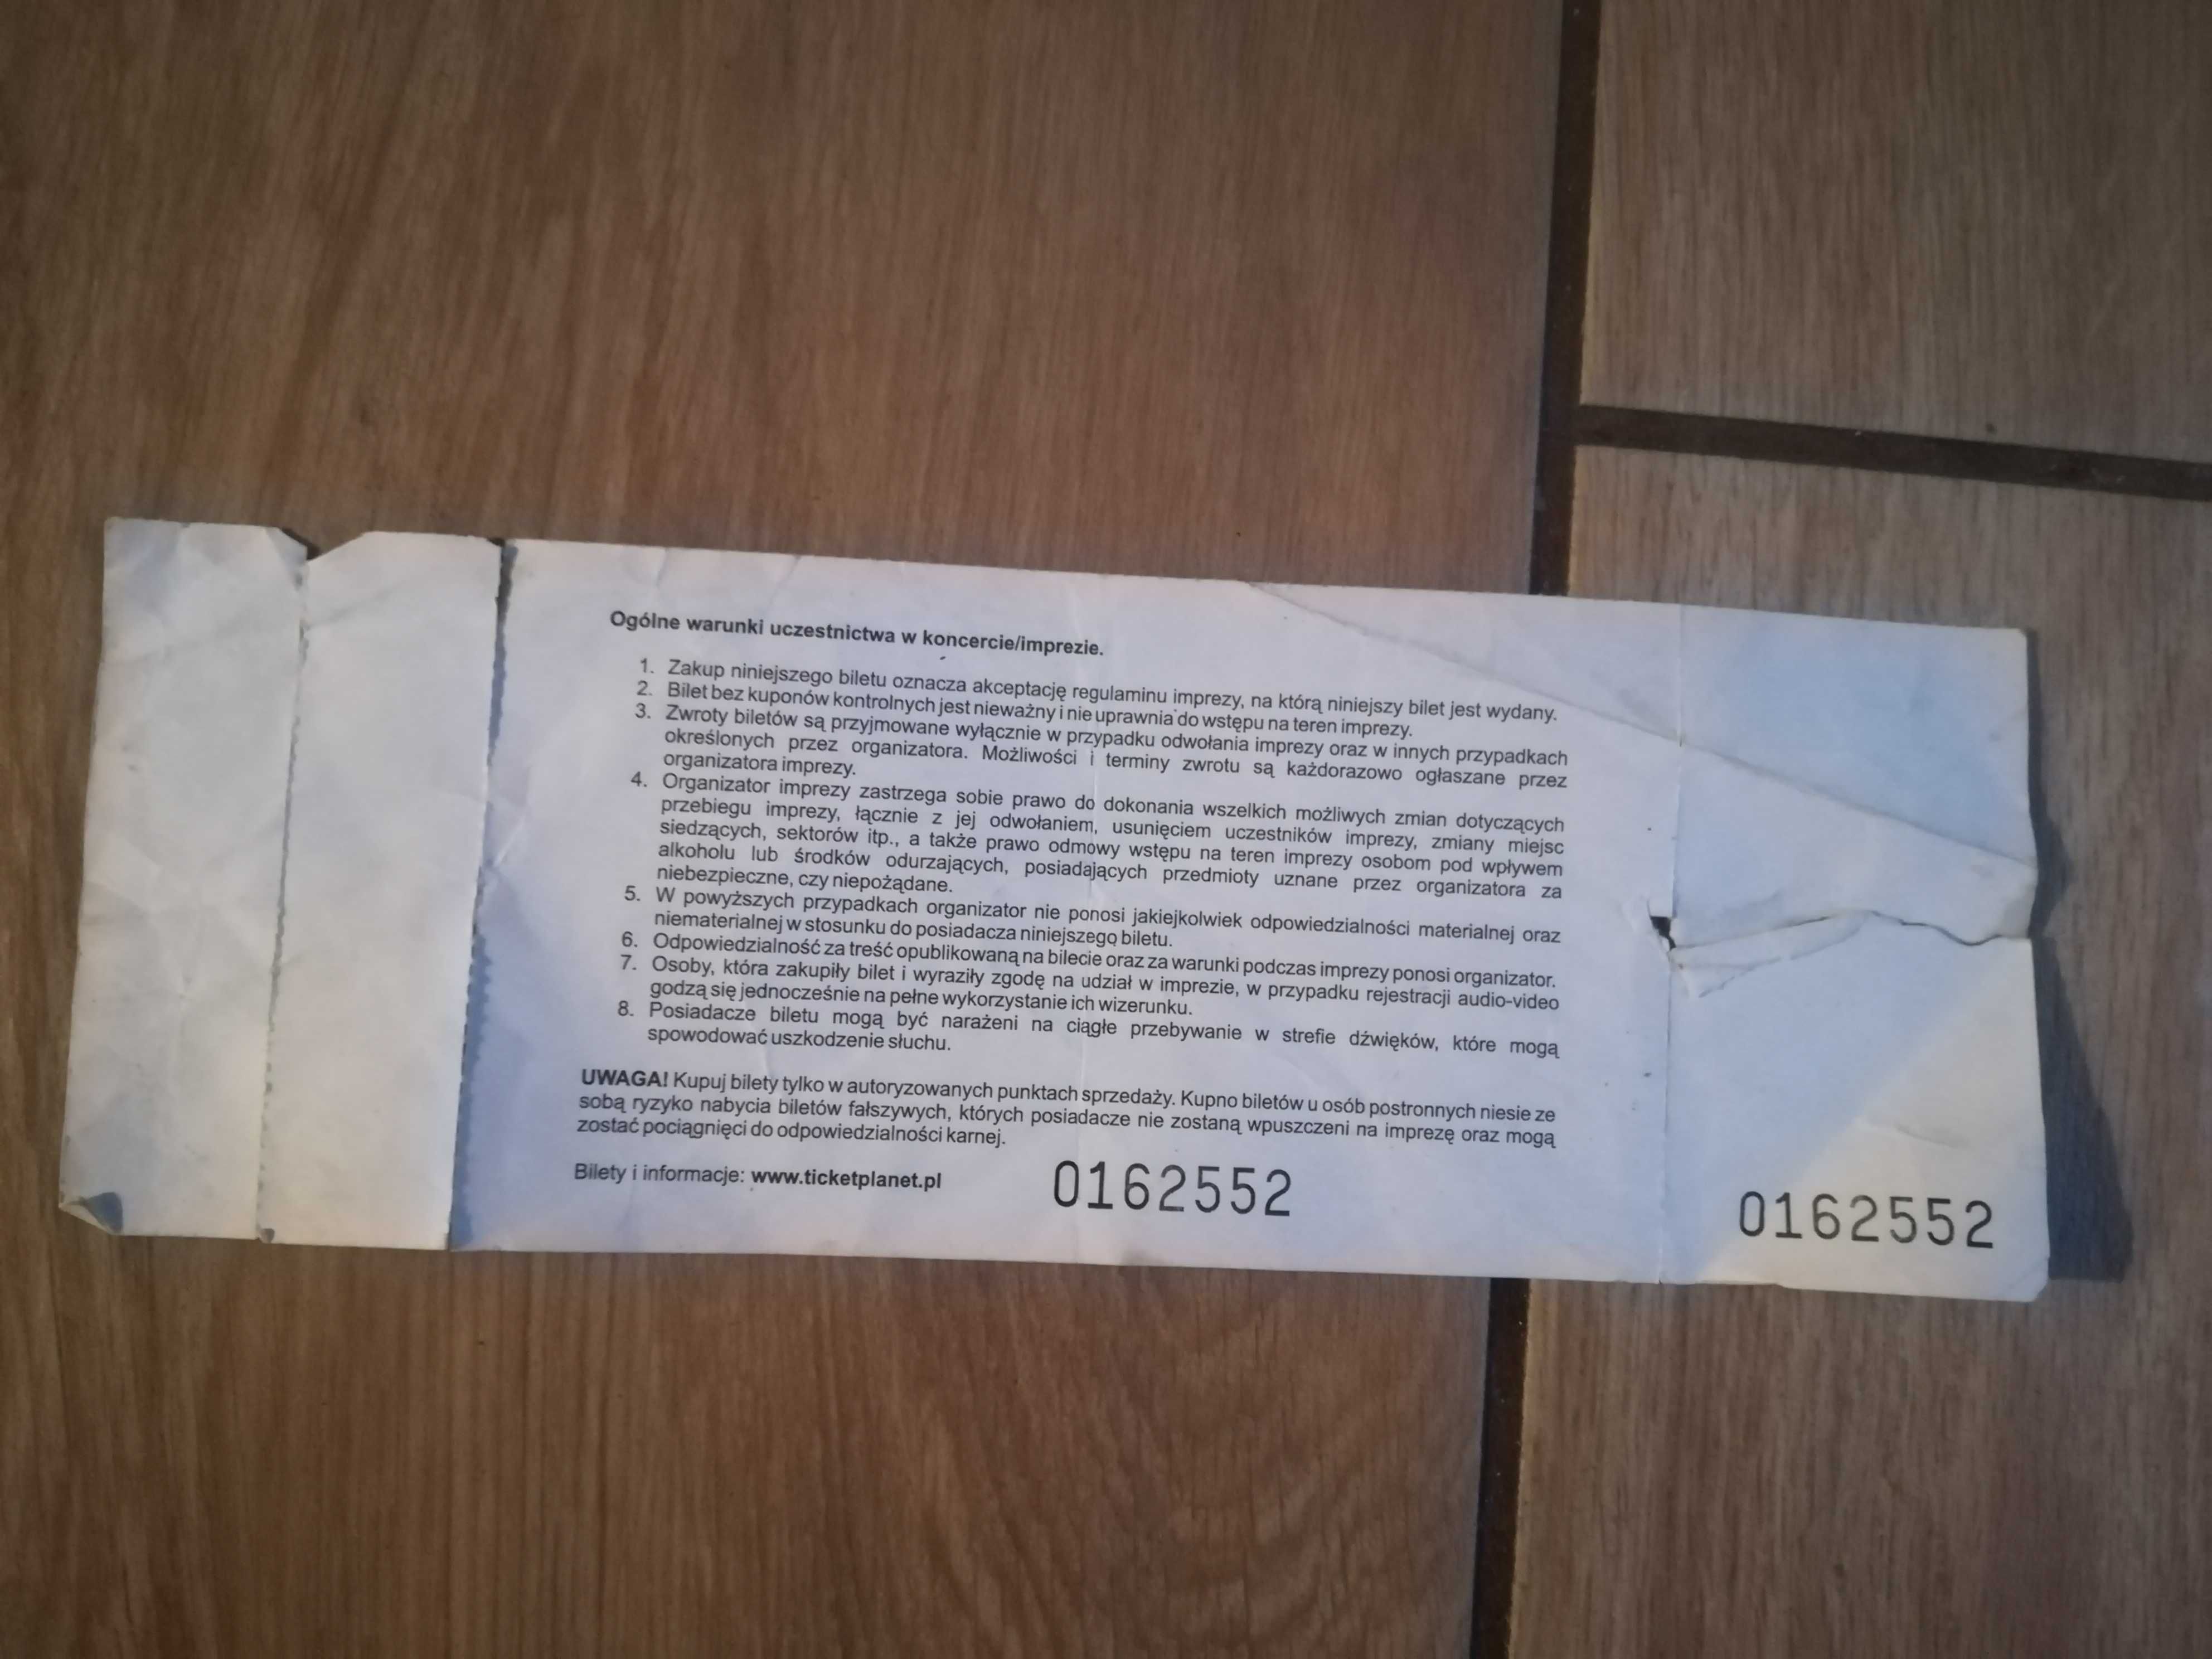 Ogólne warunki uczestnictwa w koncercie/imprezie.
1. Zakup niniejszego biletu oznacza akceptację regulaminu imprezy, na którą niniejszy bilet jest wydany.
2. Bilet bez kuponów kontrolnych jest nieważny i nie uprawnia do wstępu na teren imprezy.
3. Zwroty biletów są przyjmowane wyłącznie w przypadku odwołania imprezy oraz w innych przypadkach
określonych przez organizatora. Możliwości i terminy zwrotu są każdorazowo ogłaszane przez
organizatora imprezy.
4. Organizator imprezy zastrzega sobie prawo do dokonania wszelkich możliwych zmian dotyczących
przebiegu imprezy, łącznie z jej odwołaniem, usunięciem uczestników imprezy, zmiany miejsc
siedzących, sektorów itp., a także prawo odmowy wstępu na teren imprezy osobom pod wpływem
alkoholu lub środków odurzających, posiadających przedmioty uznane przez organizatora za
niebezpieczne, czy niepożądane.
5. W powyższych przypadkach organizator nie ponosi jakiejkolwiek odpowiedzialności materialnej oraz
niematerialnej w stosunku do posiadacza niniejszego biletu.
6. Odpowiedzialność za treść opublikowaną na bilecie oraz za warunki podczas imprezy ponosi organizator.
7. Osoby, która zakupiły bilet i wyraziły zgodę na udział w imprezie, w przypadku rejestracji audio-video
godzą się jednocześnie na pełne wykorzystanie ich wizerunku.
8. Posiadacze biletu mogą być narażeni na ciągłe przebywanie w strefie dźwięków, które mogą
spowodować uszkodzenie słuchu.
UWAGA! Kupuj bilety tylko w autoryzowanych punktach sprzedaży. Kupno biletów u osób postronnych niesie ze
sobą ryzyko nabycia biletów fałszywych, których posiadacze nie zostaną wpuszczeni na imprezę oraz mogą
zostać pociągnięci do odpowiedzialności karnej.
Bilety i informacje: www.ticketplanet.pl
0162552
0162552